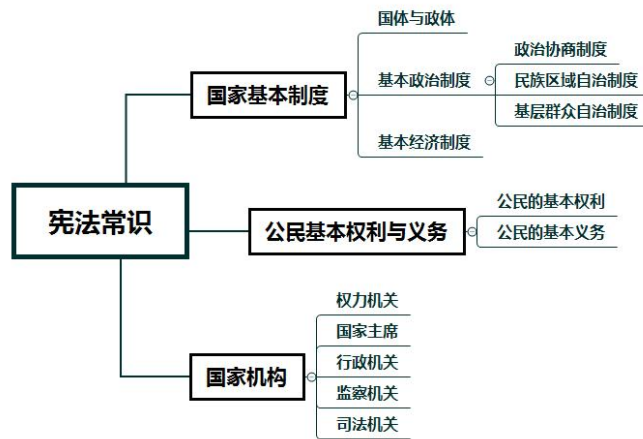 宪法常识
国家基本制度
国体与政体
基本政治制度
政治协商制度
民族区域自治制度
基层群众自治制度
基本经济制度
公民基本权利与义务
公民的基本权利
公民的基本义务
国家机构
权力机关
国家主席
行政机关
监察机关
司法机关